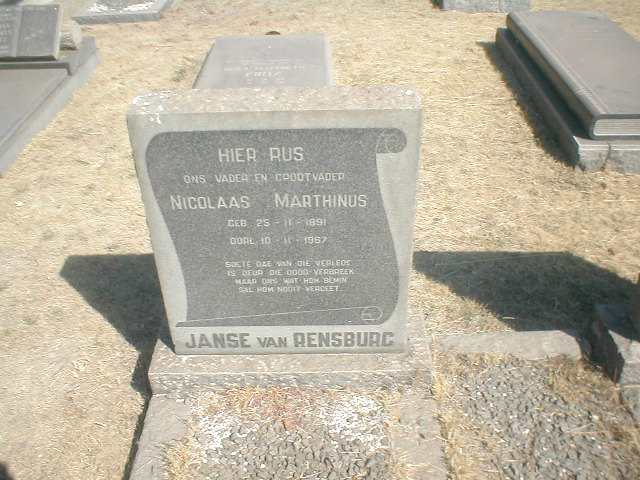 HIER RUS
ONS VADER EN GROOTVADER
NICOLAAS MARTHINUS
GEB. 25-11-1891
OORL. 10-11-1967
SOETE DAE VAN DIE VERLEDE
IS DEUR DIE DOOD VERBREEK
MAAR ONS WAT HOM BEMIN
SAL HOM NOOIT VERGEET.
JANSE VAN RENSBURG